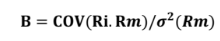 B = COV(Ri.Rm)/σ²(Rm)